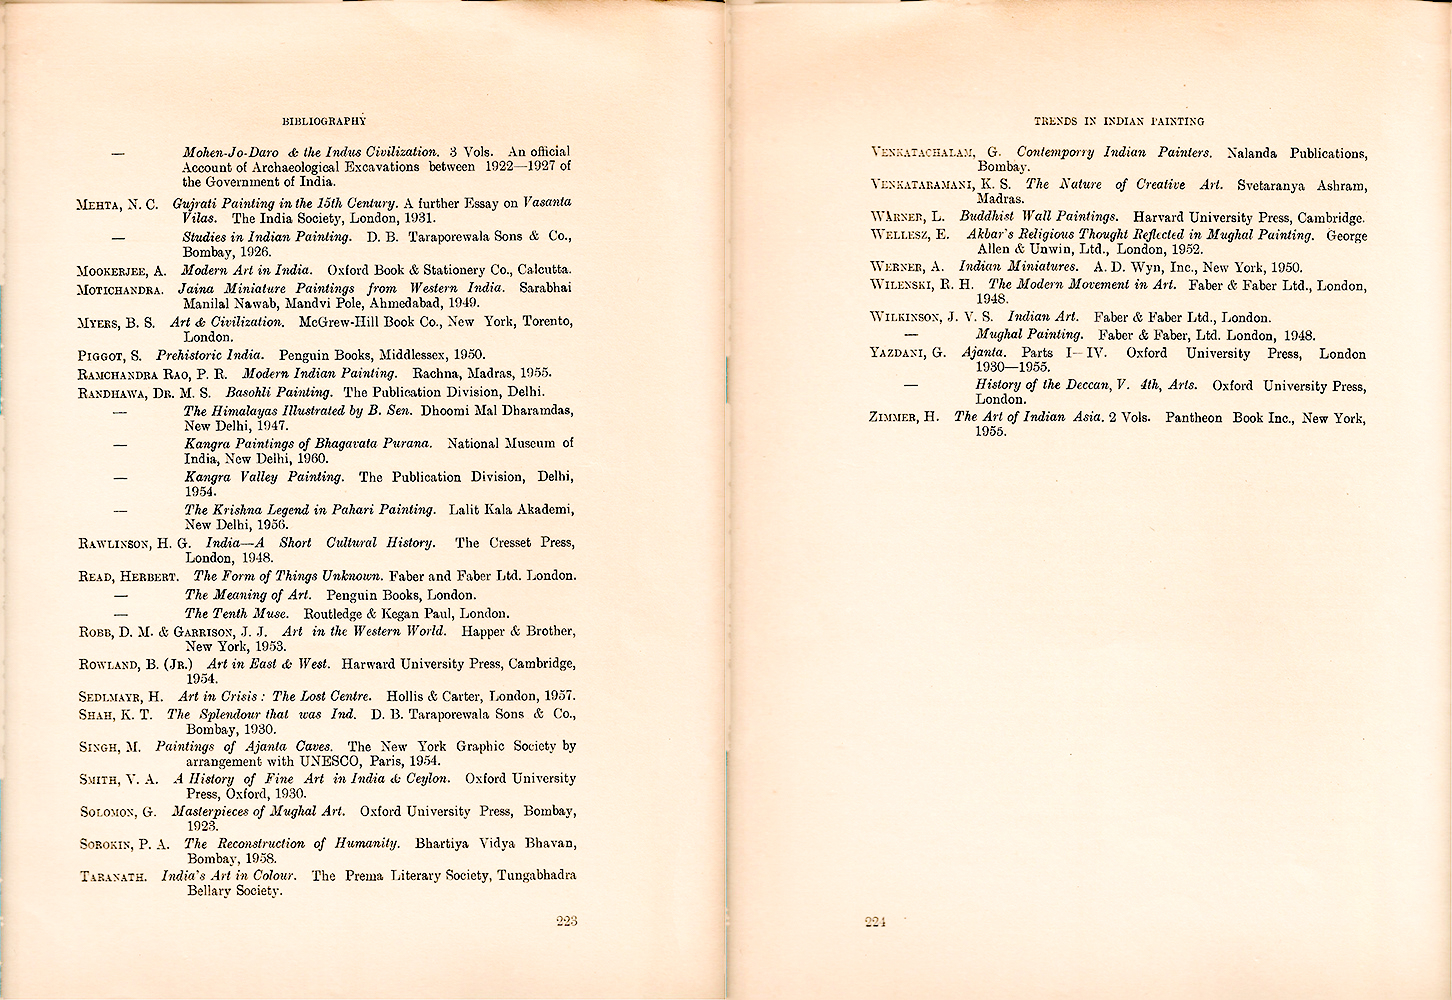 BIBLIOGRAPHY
— Mohen-Jo-Daro & the Indus Civilization. 3 Vols. An official
Account of Archaeological Excavations between 1922—1927 of
the Government of India.
MEHTA, N. C. Gujrati Painting in the 15th Century. A further Essay on Vasanta
Vilas. The India Society, London, 1931.
— Studies in Indian Painting. D. B. Taraporewala Sons & Co.,
Bombay, 1926.
MOOKERJEE, A. Modern Art in India. Oxford Book & Stationery Co., Calcutta.
MOTICHANDRA. Jaina Miniature Paintings from Western India. Sarabhai
Manilal Nawab, Mandvi Pole, Ahmedabad, 1949.
MYERS, B. S. Art & Civilization. McGrew-Hill Book Co., New York, Torento,
London.
PIGGOT, S. Prehistoric India. Penguin Books, Middlessex, 1950.
RAMCHANDRA RAO, P. R. Modern Indian Painting. Rachna, Madras, 1955.
RANDHAWA, DR. M. S. Basohli Painting. The Publication Division, Delhi.
— The Himalayas Illustrated by B. Sen. Dhoomi Mal Dharamdas,
New Delhi, 1947.
— Kangra Paintings of Bhagavata Purana. National Museum of
India, New Delhi, 1960.
— Kangra Valley Painting. The Publication Division, Delhi,
1954.
— The Krishna Legend in Pahari Painting. Lalit Kala Akademi,
New Delhi, 1956.
RAWLINSON, H. G. India—A Short Cultural History. The Cresset Press,
London, 1948.
READ, HERBERT. The Form of Things Unknown. Faber and Faber Ltd. London.
— The Meaning of Art. Penguin Books, London.
— The Tenth Muse. Routledge & Kegan Paul, London.
ROBB, D. M. & GARRISON, J. J. Art in the Western World. Happer & Brother,
New York, 1953.
ROWLAND, B. (JR.) Art in East & West. Harward University Press, Cambridge,
1954.
SEDLMAYR, H. Art in Crisis : The Lost Centre. Hollis & Carter, London, 1957.
SHAH, K. T. The Splendour that was Ind. D. B. Taraporewala Sons & Co.,
Bombay, 1930.
SINGH, M. Paintings of Ajanta Caves. The New York Graphic Society by
arrangement with UNESCO, Paris, 1954.
SMITH, V. A. A History of Fine Art in India & Ceylon. Oxford University
Press, Oxford, 1930.
SOLOMON, G. Masterpieces of Mughal Art. Oxford University Press, Bombay,
1923.
SOROKIN, P. A. The Reconstruction of Humanity. Bhartiya Vidya Bhavan,
Bombay, 1958.
TARANATH. India's Art in Colour. The Prema Literary Society, Tungabhadra
Bellary Society.
223
TRENDS IN INDIAN PAINTING
VENKATACHALAM, G. Contemporry Indian Painters. Nalanda Publications,
Bombay.
VENKATARAMANI, K. S. The Nature of Creative Art. Svetaranya Ashram,
Madras.
WARNER, L. Buddhist Wall Paintings. Harvard University Press, Cambridge.
WELLESZ, E. Akbar's Religious Thought Reflected in Mughal Painting. George
Allen & Unwin, Ltd., London, 1952.
WERNER, A. Indian Miniatures. A. D. Wyn, Inc., New York, 1950.
WILENSKI, R. H. The Modern Movement in Art. Faber & Faber Ltd., London,
1948.
WILKINSON, J. V. S. Indian Art. Faber & Faber Ltd., London.
— Mughal Painting. Faber & Faber, Ltd. London, 1948.
YAZDANI, G. Ajanta. Parts I—IV. Oxford University Press, London
1930—1955.
— History of the Deccan, V. 4th, Arts. Oxford University Press,
London.
ZIMMER, H. The Art of Indian Asia. 2 Vols. Pantheon Book Inc., New York,
1955.
224